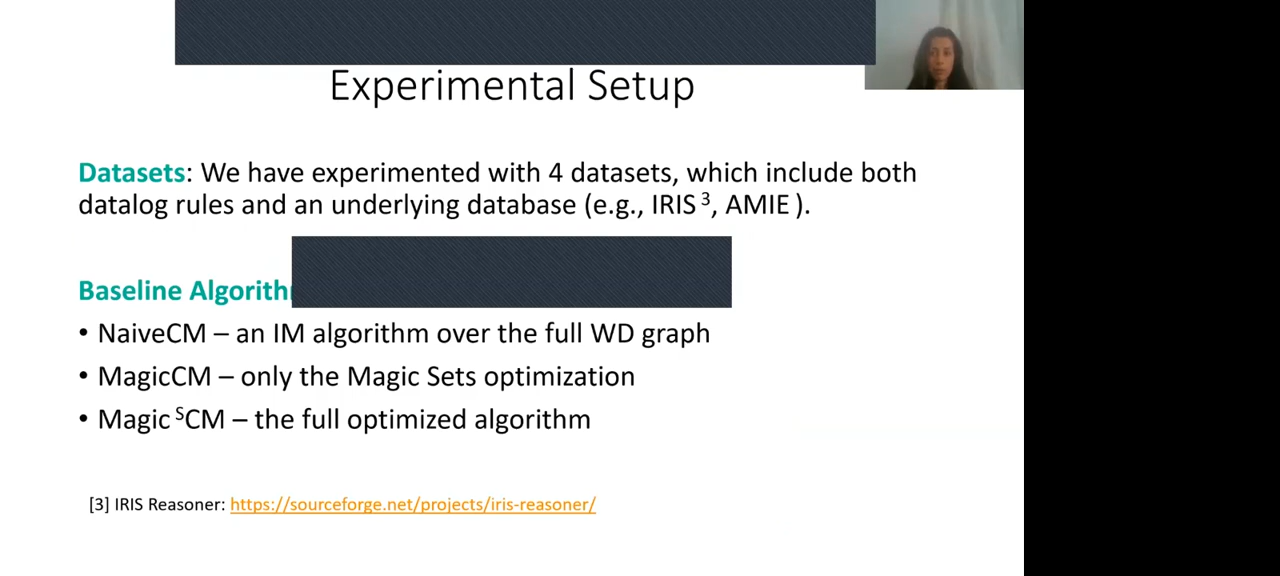 Experimental Setup
Datasets: We have experimented with 4 datasets, which include both
datalog rules and an underlying database (e.g., IRIS 3, AMIE ).
Baseline
• NaiveCM – an IM algorithm over the full WD graph
• MagicCM – only the Magic Sets optimization
• Magic SCM – the full optimized algorithm
[3] IRIS Reasoner: https://sourceforge.net/projects/iris-reasoner/